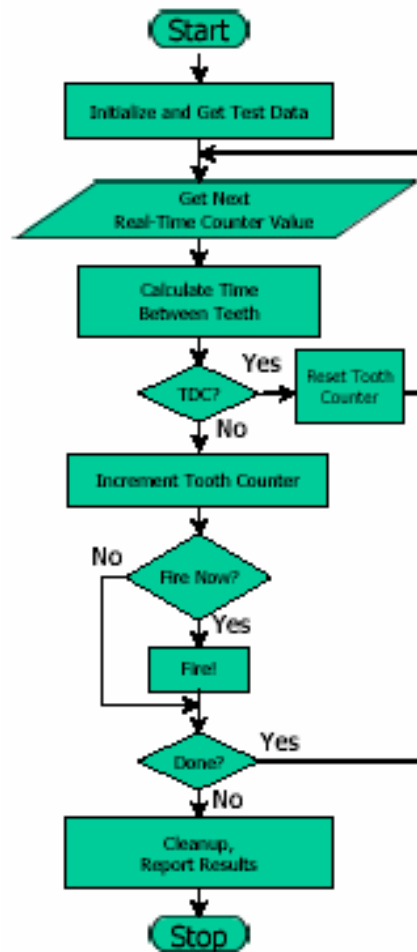 Start
Initialize and Get Test Data
Get Next
Real-Time Counter Value
Calculate Time
Between Teeth
TDC?
Yes
Reset Tooth
Counter
No
Increment Tooth Counter
Fire Now?
No
Yes
Fire!
Done?
Yes
No
Cleanup,
Report Results
Stop